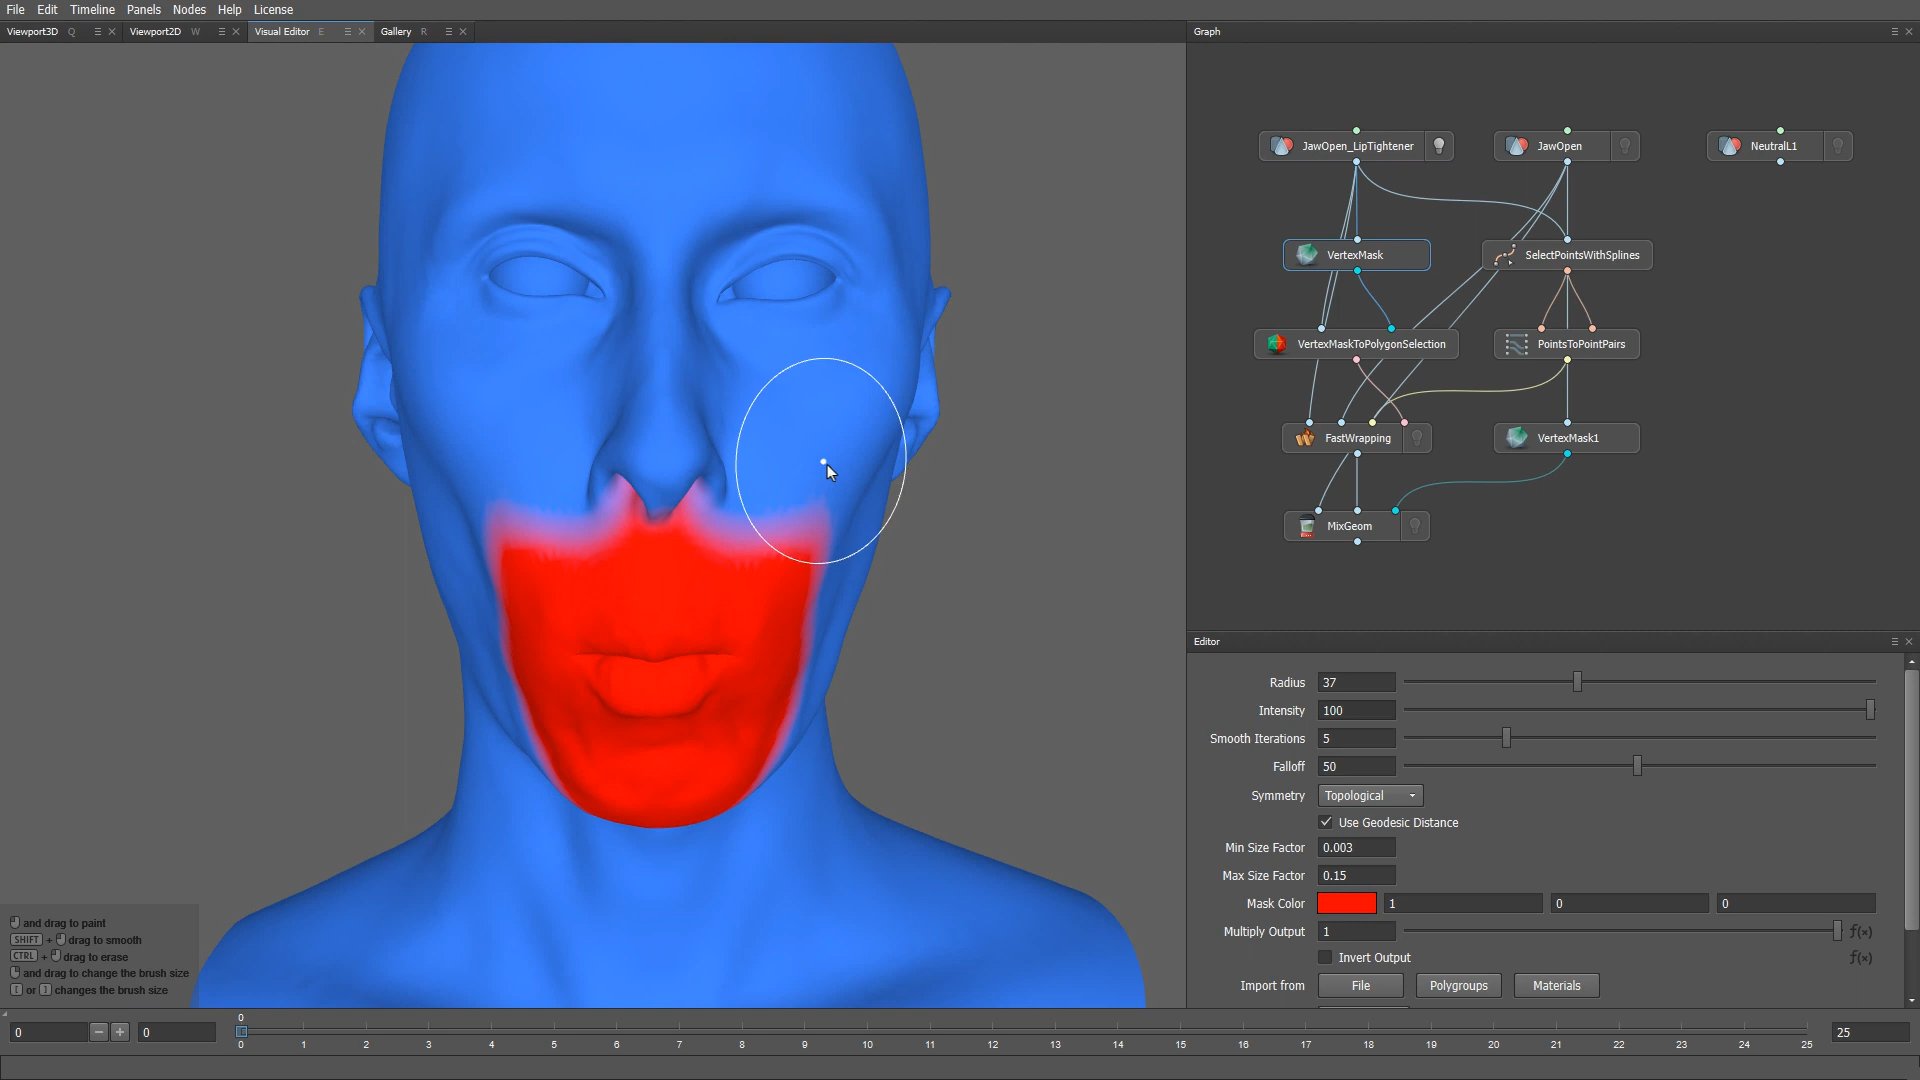 File Edit Timeline Panels Nodes Help License
Viewport3D Q Viewport2D W Visual Editor E Gallery R
Graph
JawOpen_LipTightener JawOpen NeutralL1
VertexMask SelectPointsWithSplines
VertexMaskToPolygonSelection PointsToPointPairs
FastWrapping VertexMask1
MixGeom
Editor
Radius 37
Intensity 100
Smooth Iterations 5
Falloff 50
Symmetry Topological
Use Geodesic Distance
Min Size Factor 0.003
Max Size Factor 0.15
Mask Color 1 0 0
Multiply Output 1 f(x)
Invert Output f(x)
Import from File Polygroups Materials
and drag to paint
SHIFT + drag to smooth
CTRL + drag to erase
and drag to change the brush size
[ or ] changes the brush size
0
0 − + 0 25
0 1 2 3 4 5 6 7 8 9 10 11 12 13 14 15 16 17 18 19 20 21 22 23 24 25